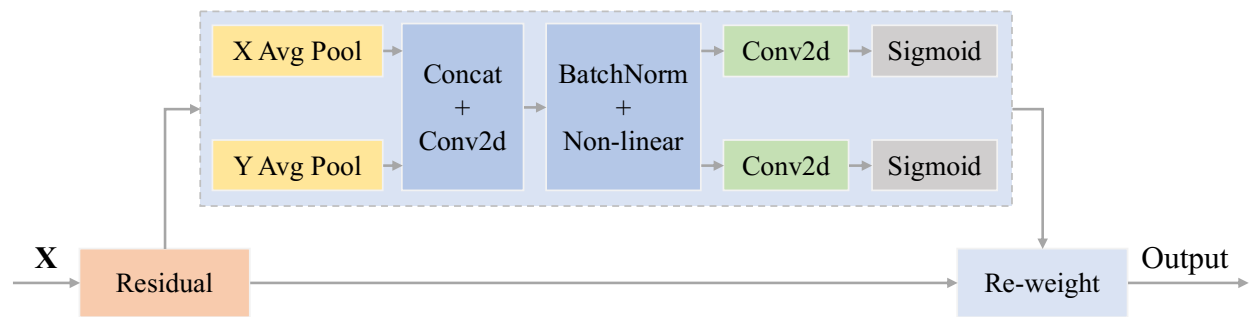 X Avg Pool
Y Avg Pool
Concat
+
Conv2d
BatchNorm
+
Non-linear
Conv2d
Sigmoid
Conv2d
Sigmoid
X
Residual
Re-weight
Output